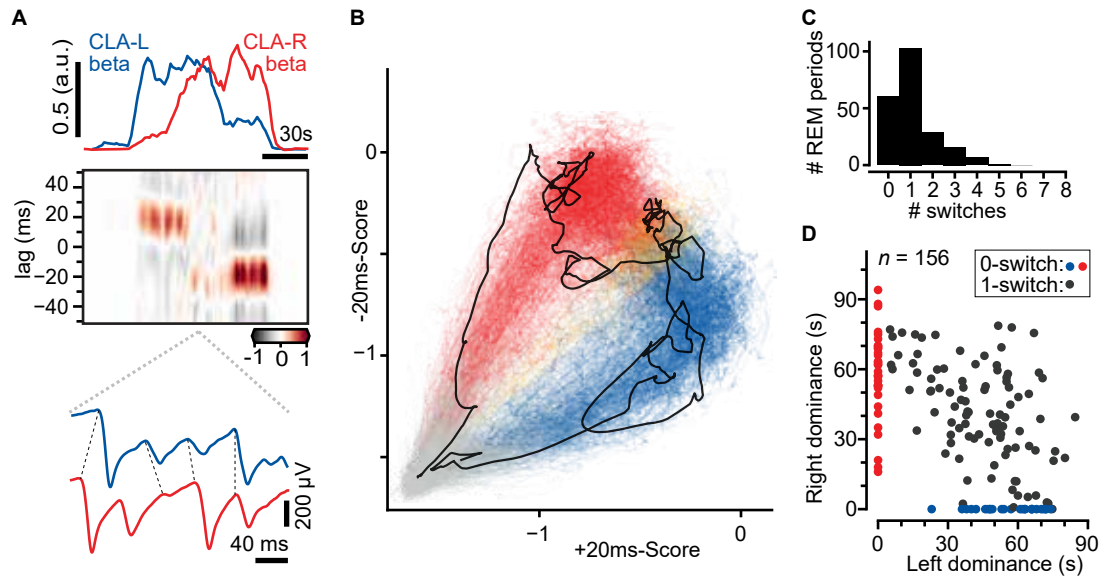 A
CLA-L
beta
CLA-R
beta
0.5 (a.u.)
30s
lag (ms)
40
20
0
−20
−40
-1 0 1
200 µV
40 ms
B
0
−1
-20ms-Score
−1
0
+20ms-Score
C
100
50
0
# REM periods
0 1 2 3 4 5 6 7 8
# switches
D
n = 156
0-switch:
1-switch:
90
60
30
0
Right dominance (s)
0 30 60 90
Left dominance (s)